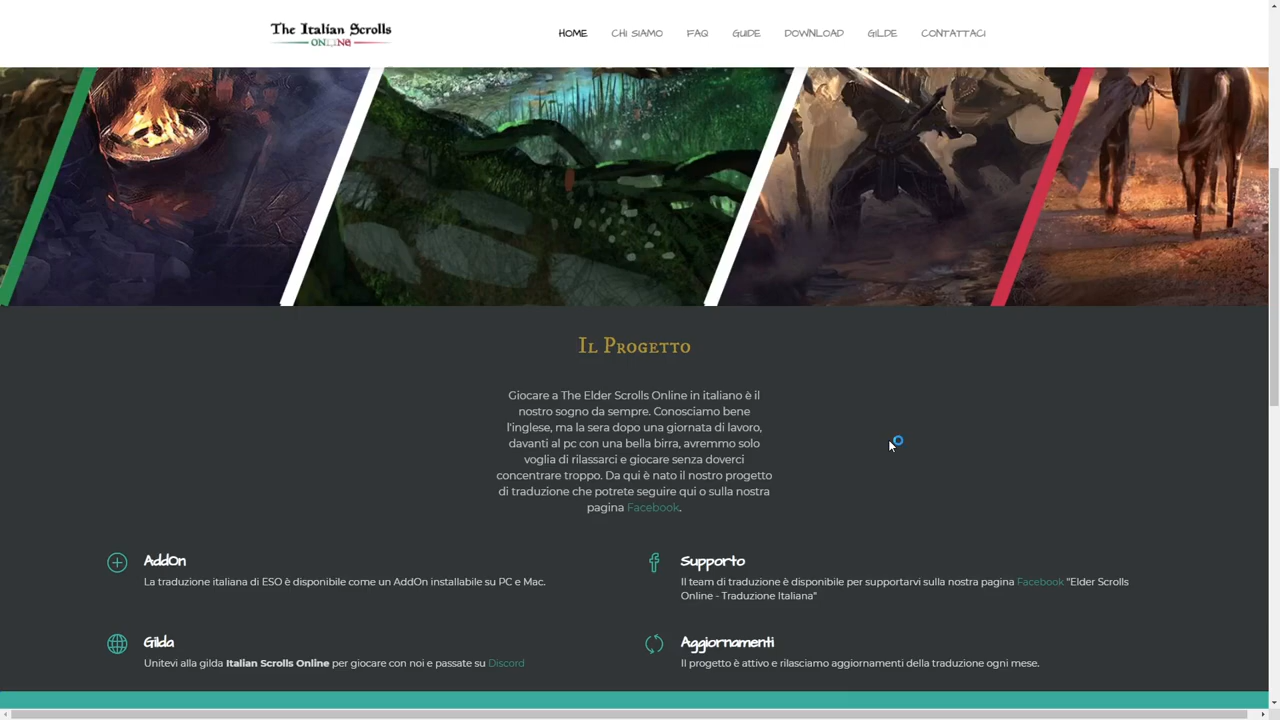 The Italian Scrolls
ONLINE
HOME CHI SIAMO FAQ GUIDE DOWNLOAD GILDE CONTATTACI
Il Progetto
Giocare a The Elder Scrolls Online in italiano è il
nostro sogno da sempre. Conosciamo bene
l'inglese, ma la sera dopo una giornata di lavoro,
davanti al pc con una bella birra, avremmo solo
voglia di rilassarci e giocare senza doverci
concentrare troppo. Da qui è nato il nostro progetto
di traduzione che potrete seguire qui o sulla nostra
pagina Facebook.
AddOn
La traduzione italiana di ESO è disponibile come un AddOn installabile su PC e Mac.
Supporto
Il team di traduzione è disponibile per supportarvi sulla nostra pagina Facebook "Elder Scrolls
Online - Traduzione Italiana"
Gilda
Unitevi alla gilda Italian Scrolls Online per giocare con noi e passate su Discord
Aggiornamenti
Il progetto è attivo e rilasciamo aggiornamenti della traduzione ogni mese.